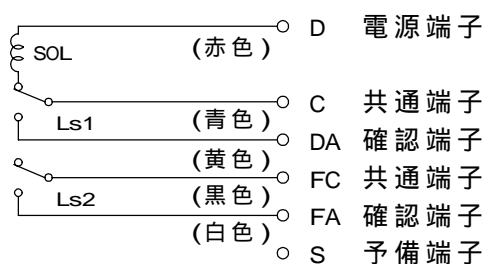 D 電源端子
SOL (赤色)
C 共通端子
Ls1 (青色)
DA 確認端子
(黄色)
FC 共通端子
Ls2 (黒色)
FA 確認端子
(白色)
S 予備端子